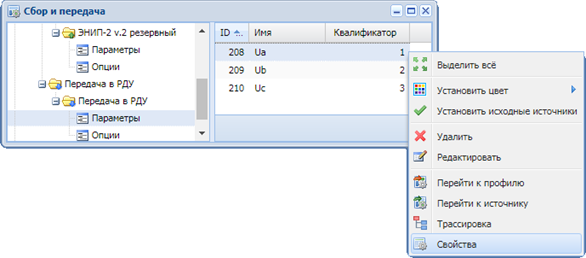 Сбор и передача
ЭНИП-2 v.2 резервный
Параметры
Опции
Передача в РДУ
Передача в РДУ
Параметры
Опции
ID Имя Квалификатор
208 Ua 1
209 Ub 2
210 Uc 3
Выделить всё
Установить цвет
Установить исходные источники
Удалить
Редактировать
Перейти к профилю
Перейти к источнику
Трассировка
Свойства